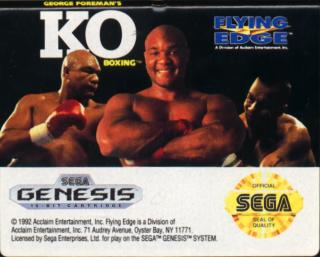 GEORGE FOREMAN'S
KO
BOXING™
FLYING
EDGE
A Division of Acclaim Entertainment, Inc.
SEGA
GENESIS
16-BIT CARTRIDGE
OFFICIAL
SEGA
SEAL OF
QUALITY
© 1992 Acclaim Entertainment, Inc. Flying Edge is a Division of
Acclaim Entertainment, Inc. 71 Audrey Avenue, Oyster Bay, NY 11771.
Licensed by Sega Enterprises, Ltd. for play on the SEGA™ GENESIS™ SYSTEM.